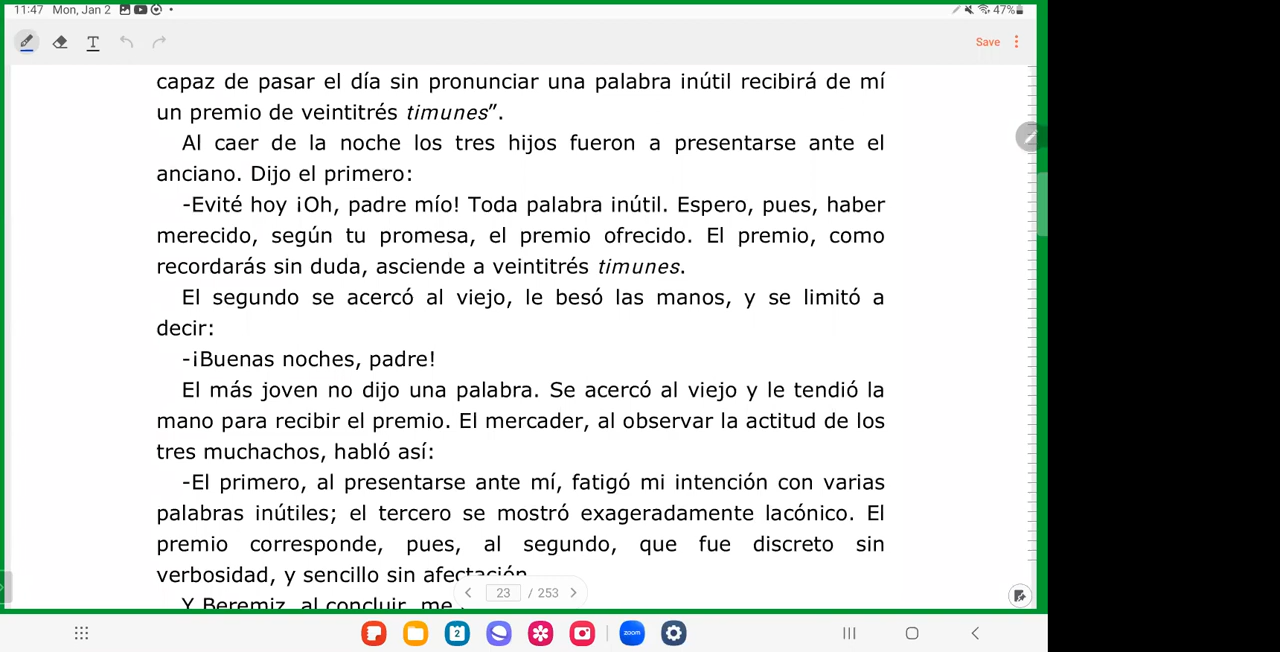 11:47 Mon, Jan 2
47%
T
Save
capaz de pasar el día sin pronunciar una palabra inútil recibirá de mí
un premio de veintitrés timunes”.
Al caer de la noche los tres hijos fueron a presentarse ante el
anciano. Dijo el primero:
-Evité hoy ¡Oh, padre mío! Toda palabra inútil. Espero, pues, haber
merecido, según tu promesa, el premio ofrecido. El premio, como
recordarás sin duda, asciende a veintitrés timunes.
El segundo se acercó al viejo, le besó las manos, y se limitó a
decir:
-¡Buenas noches, padre!
El más joven no dijo una palabra. Se acercó al viejo y le tendió la
mano para recibir el premio. El mercader, al observar la actitud de los
tres muchachos, habló así:
-El primero, al presentarse ante mí, fatigó mi intención con varias
palabras inútiles; el tercero se mostró exageradamente lacónico. El
premio corresponde, pues, al segundo, que fue discreto sin
verbosidad, y sencillo sin afectación
Y Beremiz, al concluir, me
23 / 253
2
zoom